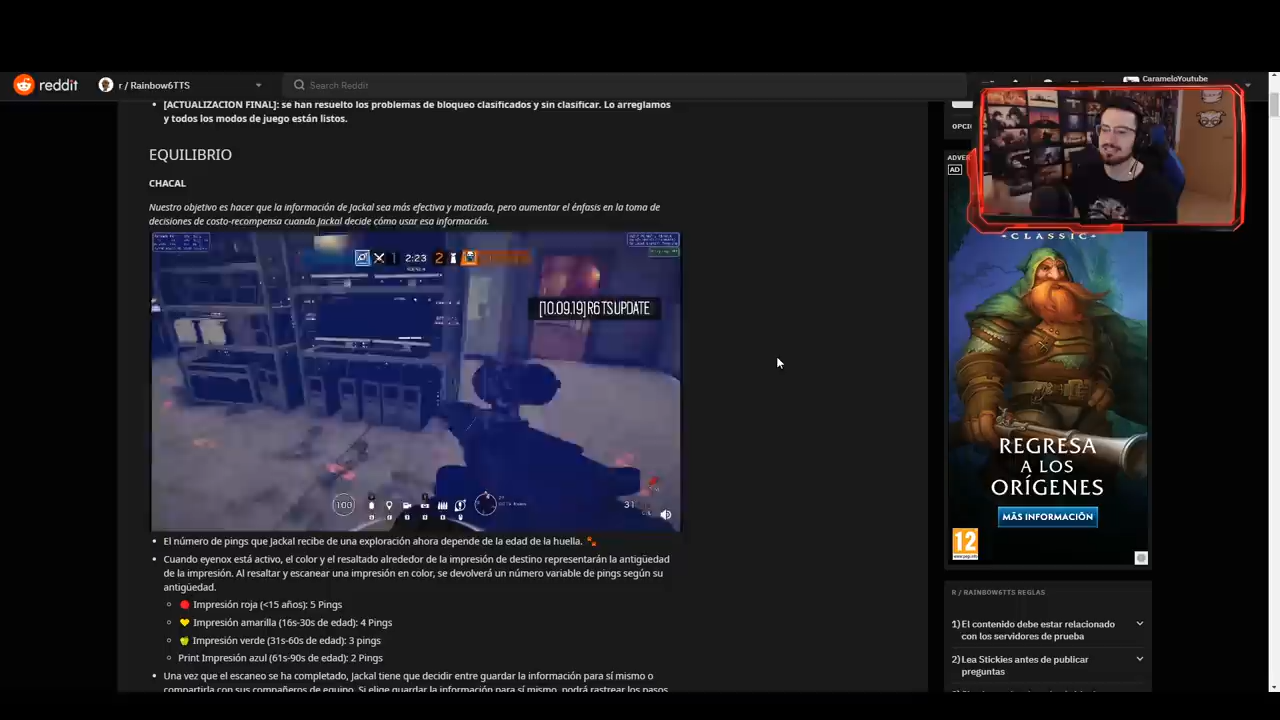 reddit
r / Rainbow6TTS
Search Reddit
CarameloYoutube
[ACTUALIZACIÓN FINAL]: se han resuelto los problemas de bloqueo clasificados y sin clasificar. Lo arreglamos
y todos los modos de juego están listos.
EQUILIBRIO
CHACAL
Nuestro objetivo es hacer que la información de Jackal sea más efectiva y matizada, pero aumentar el énfasis en la toma de
decisiones de costo-recompensa cuando Jackal decide cómo usar esa información.
1 2:23 2
[10.09.19] R6 TS UPDATE
100
31
El número de pings que Jackal recibe de una exploración ahora depende de la edad de la huella.
Cuando eyenox está activo, el color y el resaltado alrededor de la impresión de destino representarán la antigüedad
de la impresión. Al resaltar y escanear una impresión en color, se devolverá un número variable de pings según su
antigüedad.
Impresión roja (<15 años): 5 Pings
Impresión amarilla (16s-30s de edad): 4 Pings
Impresión verde (31s-60s de edad): 3 pings
Print Impresión azul (61s-90s de edad): 2 Pings
Una vez que el escaneo se ha completado, Jackal tiene que decidir entre guardar la información para sí mismo o
compartirla con sus compañeros de equipo. Si elige guardar la información para sí mismo, podrá rastrear los pasos
OPCI
ADVER
AD
CLASSIC
REGRESA
A LOS
ORÍGENES
MÁS INFORMACIÓN
12
R / RAINBOW6TTS REGLAS
1) El contenido debe estar relacionado
con los servidores de prueba
2) Lea Stickies antes de publicar
preguntas